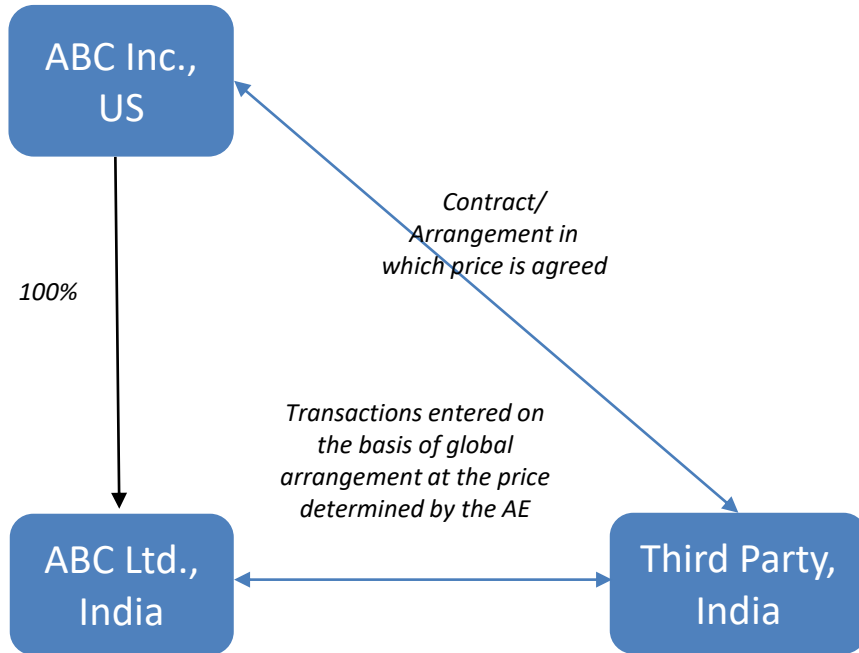 ABC Inc.,
US
Contract/
Arrangement in
which price is agreed
100%
Transactions entered on
the basis of global
arrangement at the price
determined by the AE
ABC Ltd.,
India
Third Party,
India